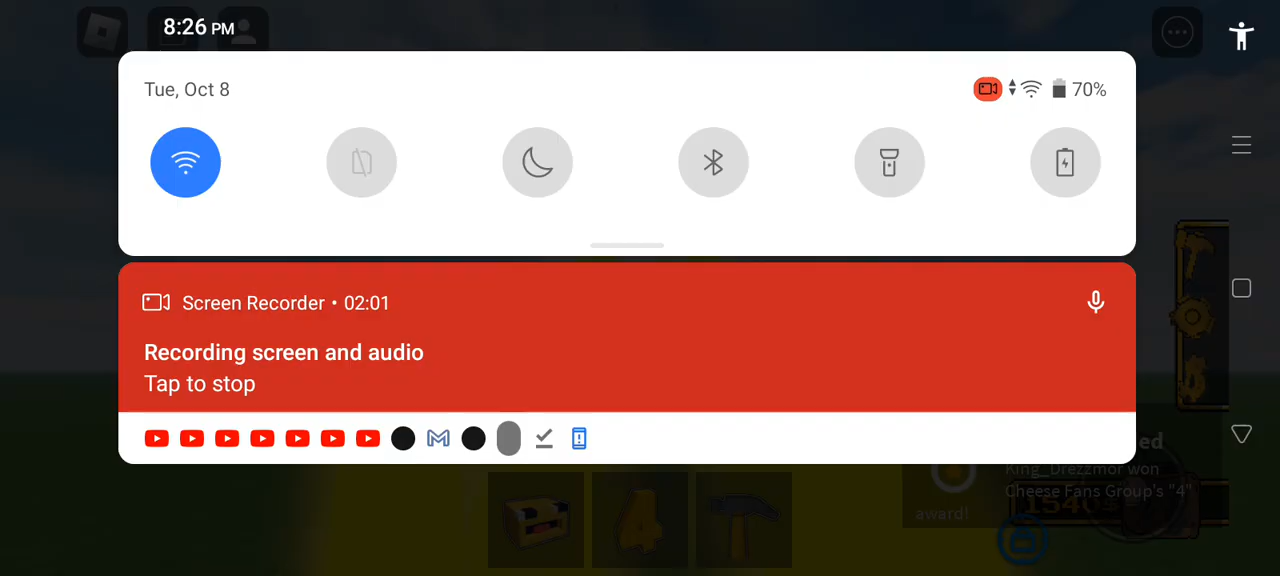 8:26 PM
Tue, Oct 8
70%
Screen Recorder • 02:01
Recording screen and audio
Tap to stop
ed
King_Drezzmor won
Cheese Fans Group's "4"
award!